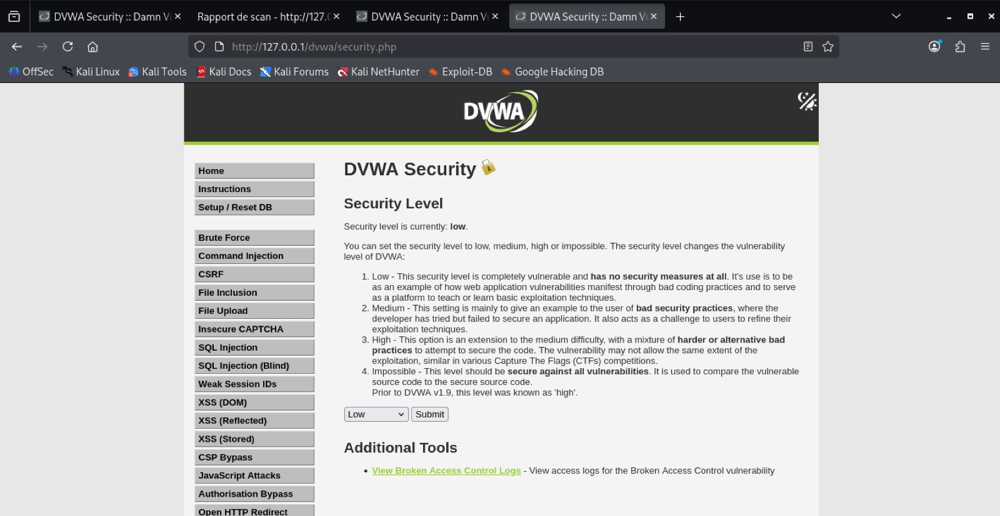 DVWA Security :: Damn Vu
Rapport de scan - http://127.0
DVWA Security :: Damn Vu
DVWA Security :: Damn Vu
http://127.0.0.1/dvwa/security.php
OffSec
Kali Linux
Kali Tools
Kali Docs
Kali Forums
Kali NetHunter
Exploit-DB
Google Hacking DB
DVWA
Home
Instructions
Setup / Reset DB
Brute Force
Command Injection
CSRF
File Inclusion
File Upload
Insecure CAPTCHA
SQL Injection
SQL Injection (Blind)
Weak Session IDs
XSS (DOM)
XSS (Reflected)
XSS (Stored)
CSP Bypass
JavaScript Attacks
Authorisation Bypass
Open HTTP Redirect
DVWA Security
Security Level
Security level is currently: low.
You can set the security level to low, medium, high or impossible. The security level changes the vulnerability
level of DVWA:
1. Low - This security level is completely vulnerable and has no security measures at all. It's use is to be
as an example of how web application vulnerabilities manifest through bad coding practices and to serve
as a platform to teach or learn basic exploitation techniques.
2. Medium - This setting is mainly to give an example to the user of bad security practices, where the
developer has tried but failed to secure an application. It also acts as a challenge to users to refine their
exploitation techniques.
3. High - This option is an extension to the medium difficulty, with a mixture of harder or alternative bad
practices to attempt to secure the code. The vulnerability may not allow the same extent of the
exploitation, similar in various Capture The Flags (CTFs) competitions.
4. Impossible - This level should be secure against all vulnerabilities. It is used to compare the vulnerable
source code to the secure source code.
Prior to DVWA v1.9, this level was known as 'high'.
Low
Submit
Additional Tools
• View Broken Access Control Logs - View access logs for the Broken Access Control vulnerability